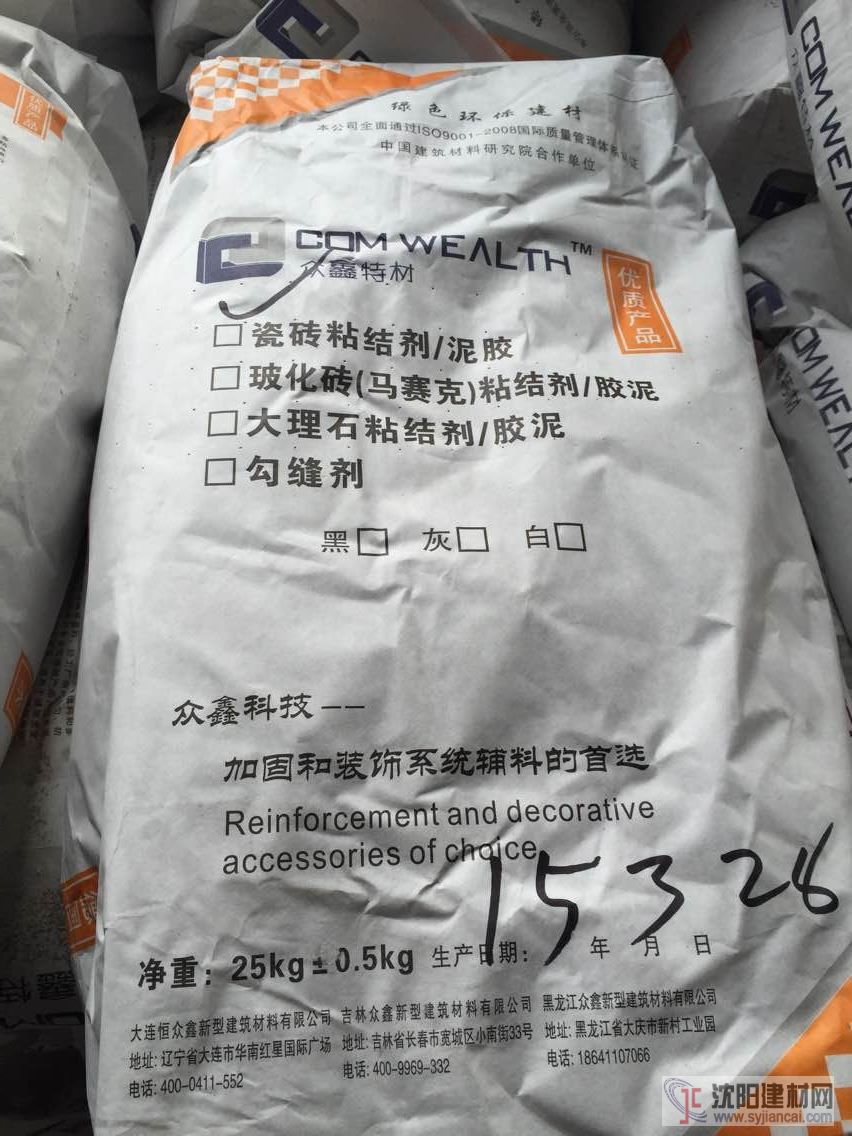 绿色环保建材
本公司全面通过ISO9001-2008国际质量管理体系认证
中国建筑材料研究院合作单位
COM WEALTH™
众鑫特材
优质产品
□瓷砖粘结剂/泥胶
□玻化砖(马赛克)粘结剂/胶泥
□大理石粘结剂/胶泥
□勾缝剂
黑□ 灰□ 白□
众鑫科技——
加固和装饰系统辅料的首选
Reinforcement and decorative
accessories of choice
净重：25kg±0.5kg 生产日期：15年3月28日
大连恒众鑫新型建筑材料有限公司 吉林众鑫新型建筑材料有限公司 黑龙江众鑫新型建筑材料有限公司
地址：辽宁省大连市华南红星国际广场 地址：吉林省长春市宽城区小南街33号 地址：黑龙江省大庆市新村工业园
电话：400-0411-552 电话：400-9969-332 电话：18641107066
优质产品
COM WEALTH
COM WEALTH
沈阳建材网
www.syjiancai.com